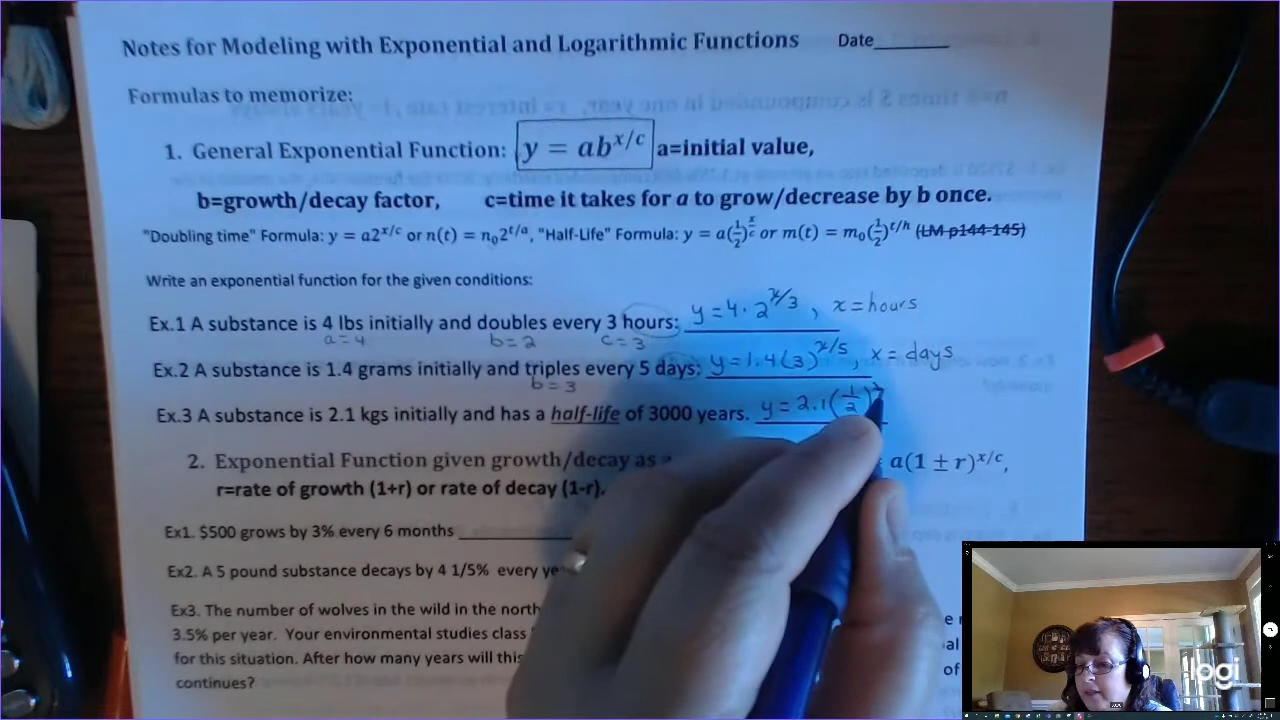 Notes for Modeling with Exponential and Logarithmic Functions Date________
Formulas to memorize:
1. General Exponential Function: y = ab^{x/c} a=initial value,
b=growth/decay factor, c=time it takes for a to grow/decrease by b once.
"Doubling time" Formula: y = a2^{x/c} or n(t) = n₀2^{t/a}, "Half-Life" Formula: y = a(1/2)^{x/c} or m(t) = m₀(1/2)^{t/h} (LM p144-145)
Write an exponential function for the given conditions:
Ex.1 A substance is 4 lbs initially and doubles every 3 hours: y = 4 · 2^{x/3} , x = hours
a = 4 b = 2 c = 3
Ex.2 A substance is 1.4 grams initially and triples every 5 days: y = 1.4(3)^{x/5} , x = days
b = 3
Ex.3 A substance is 2.1 kgs initially and has a half-life of 3000 years. y = 2.1(1/2)
2. Exponential Function given growth/decay as a(1 ± r)^{x/c},
r=rate of growth (1+r) or rate of decay (1-r).
Ex1. $500 grows by 3% every 6 months ________
Ex2. A 5 pound substance decays by 4 1/5% every
Ex3. The number of wolves in the wild in the north
3.5% per year. Your environmental studies class
for this situation. After how many years will this of
continues?
logi